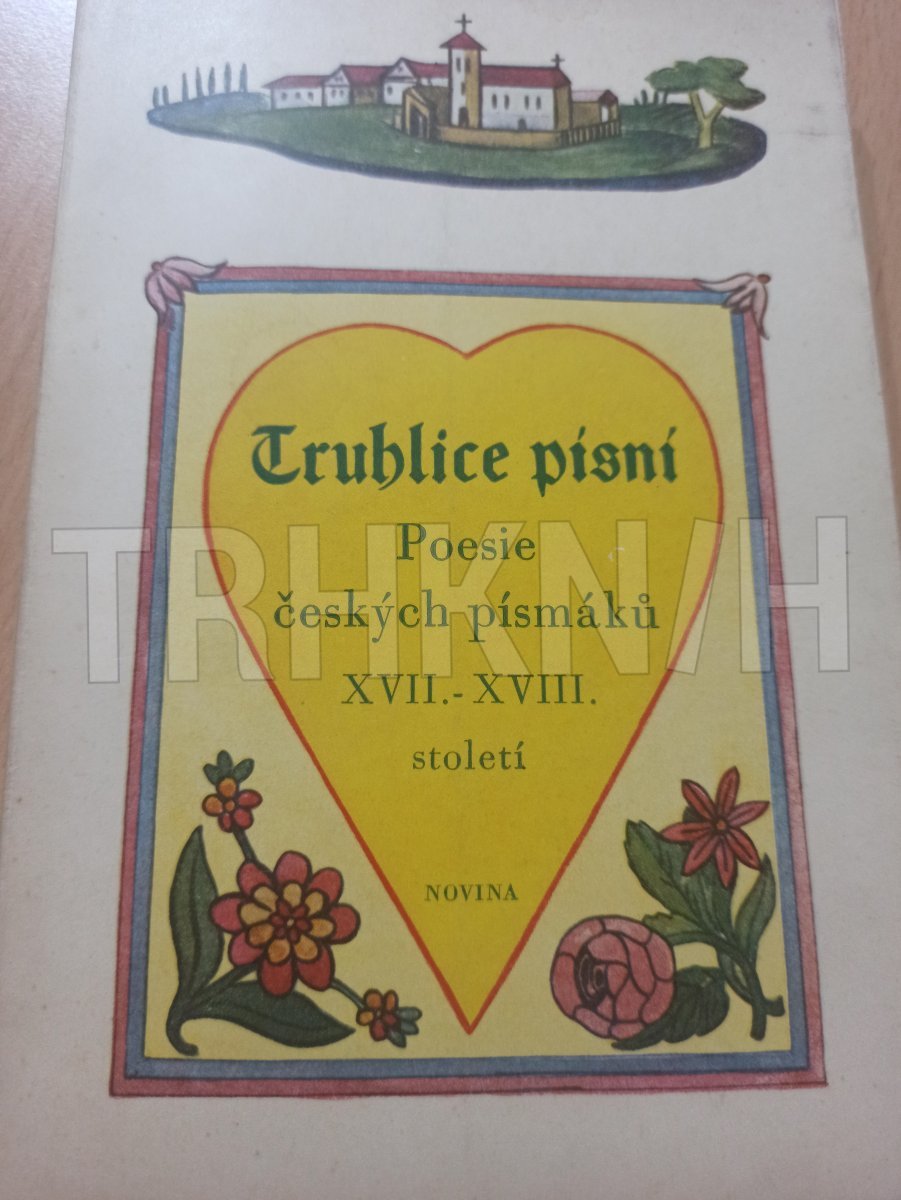 Truhlice písní
Poesie
českých písmáků
XVII.-XVIII.
století
NOVINA
TRHKNIH